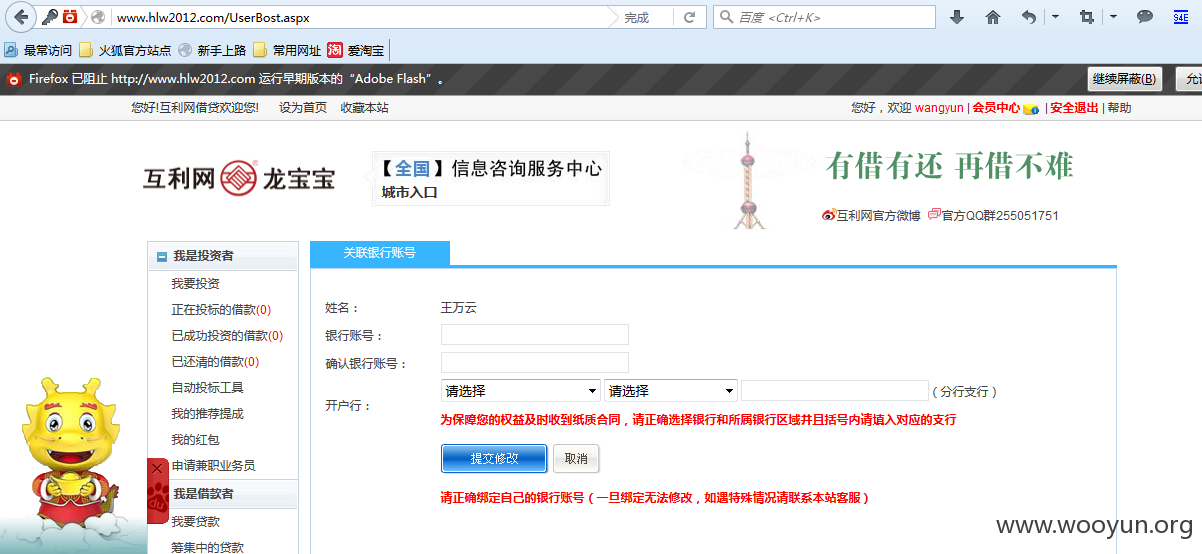 www.hlw2012.com/UserBost.aspx 完成 百度 <Ctrl+K> S4E
最常访问 火狐官方站点 新手上路 常用网址 淘 爱淘宝
Firefox 已阻止 http://www.hlw2012.com 运行早期版本的“Adobe Flash”。 继续屏蔽(B) 允
您好!互利网借贷欢迎您! 设为首页 收藏本站 您好，欢迎 wangyun | 会员中心 | 安全退出 | 帮助
互利网 龙宝宝
【全国】信息咨询服务中心
城市入口
有借有还 再借不难
互利网官方微博 官方QQ群255051751
我是投资者
我要投资
正在投标的借款(0)
已成功投资的借款(0)
已还清的借款(0)
自动投标工具
我的推荐提成
我的红包
申请兼职业务员
我是借款者
我要贷款
筹集中的贷款
du
关联银行账号
姓名： 王万云
银行账号：
确认银行账号：
开户行： 请选择 请选择 （分行支行）
为保障您的权益及时收到纸质合同，请正确选择银行和所属银行区域并且括号内请填入对应的支行
提交修改 取消
请正确绑定自己的银行账号（一旦绑定无法修改，如遇特殊情况请联系本站客服）
www.wooyun.org